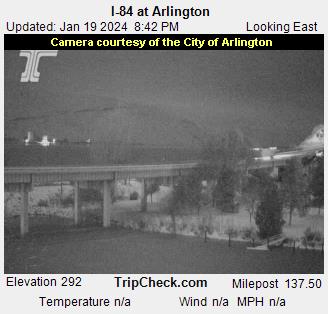 I-84 at Arlington
Updated: Jan 19 2024 8:42 PM Looking East
Camera courtesy of the City of Arlington
Elevation 292 TripCheck.com Milepost 137.50
Temperature n/a Wind n/a MPH n/a